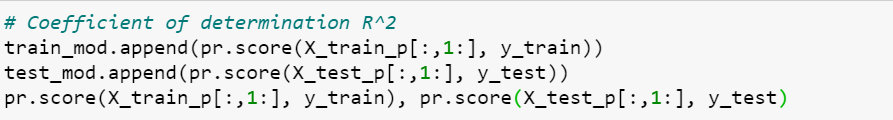 # Coefficient of determination R^2
train_mod.append(pr.score(X_train_p[:,1:], y_train))
test_mod.append(pr.score(X_test_p[:,1:], y_test))
pr.score(X_train_p[:,1:], y_train), pr.score(X_test_p[:,1:], y_test)